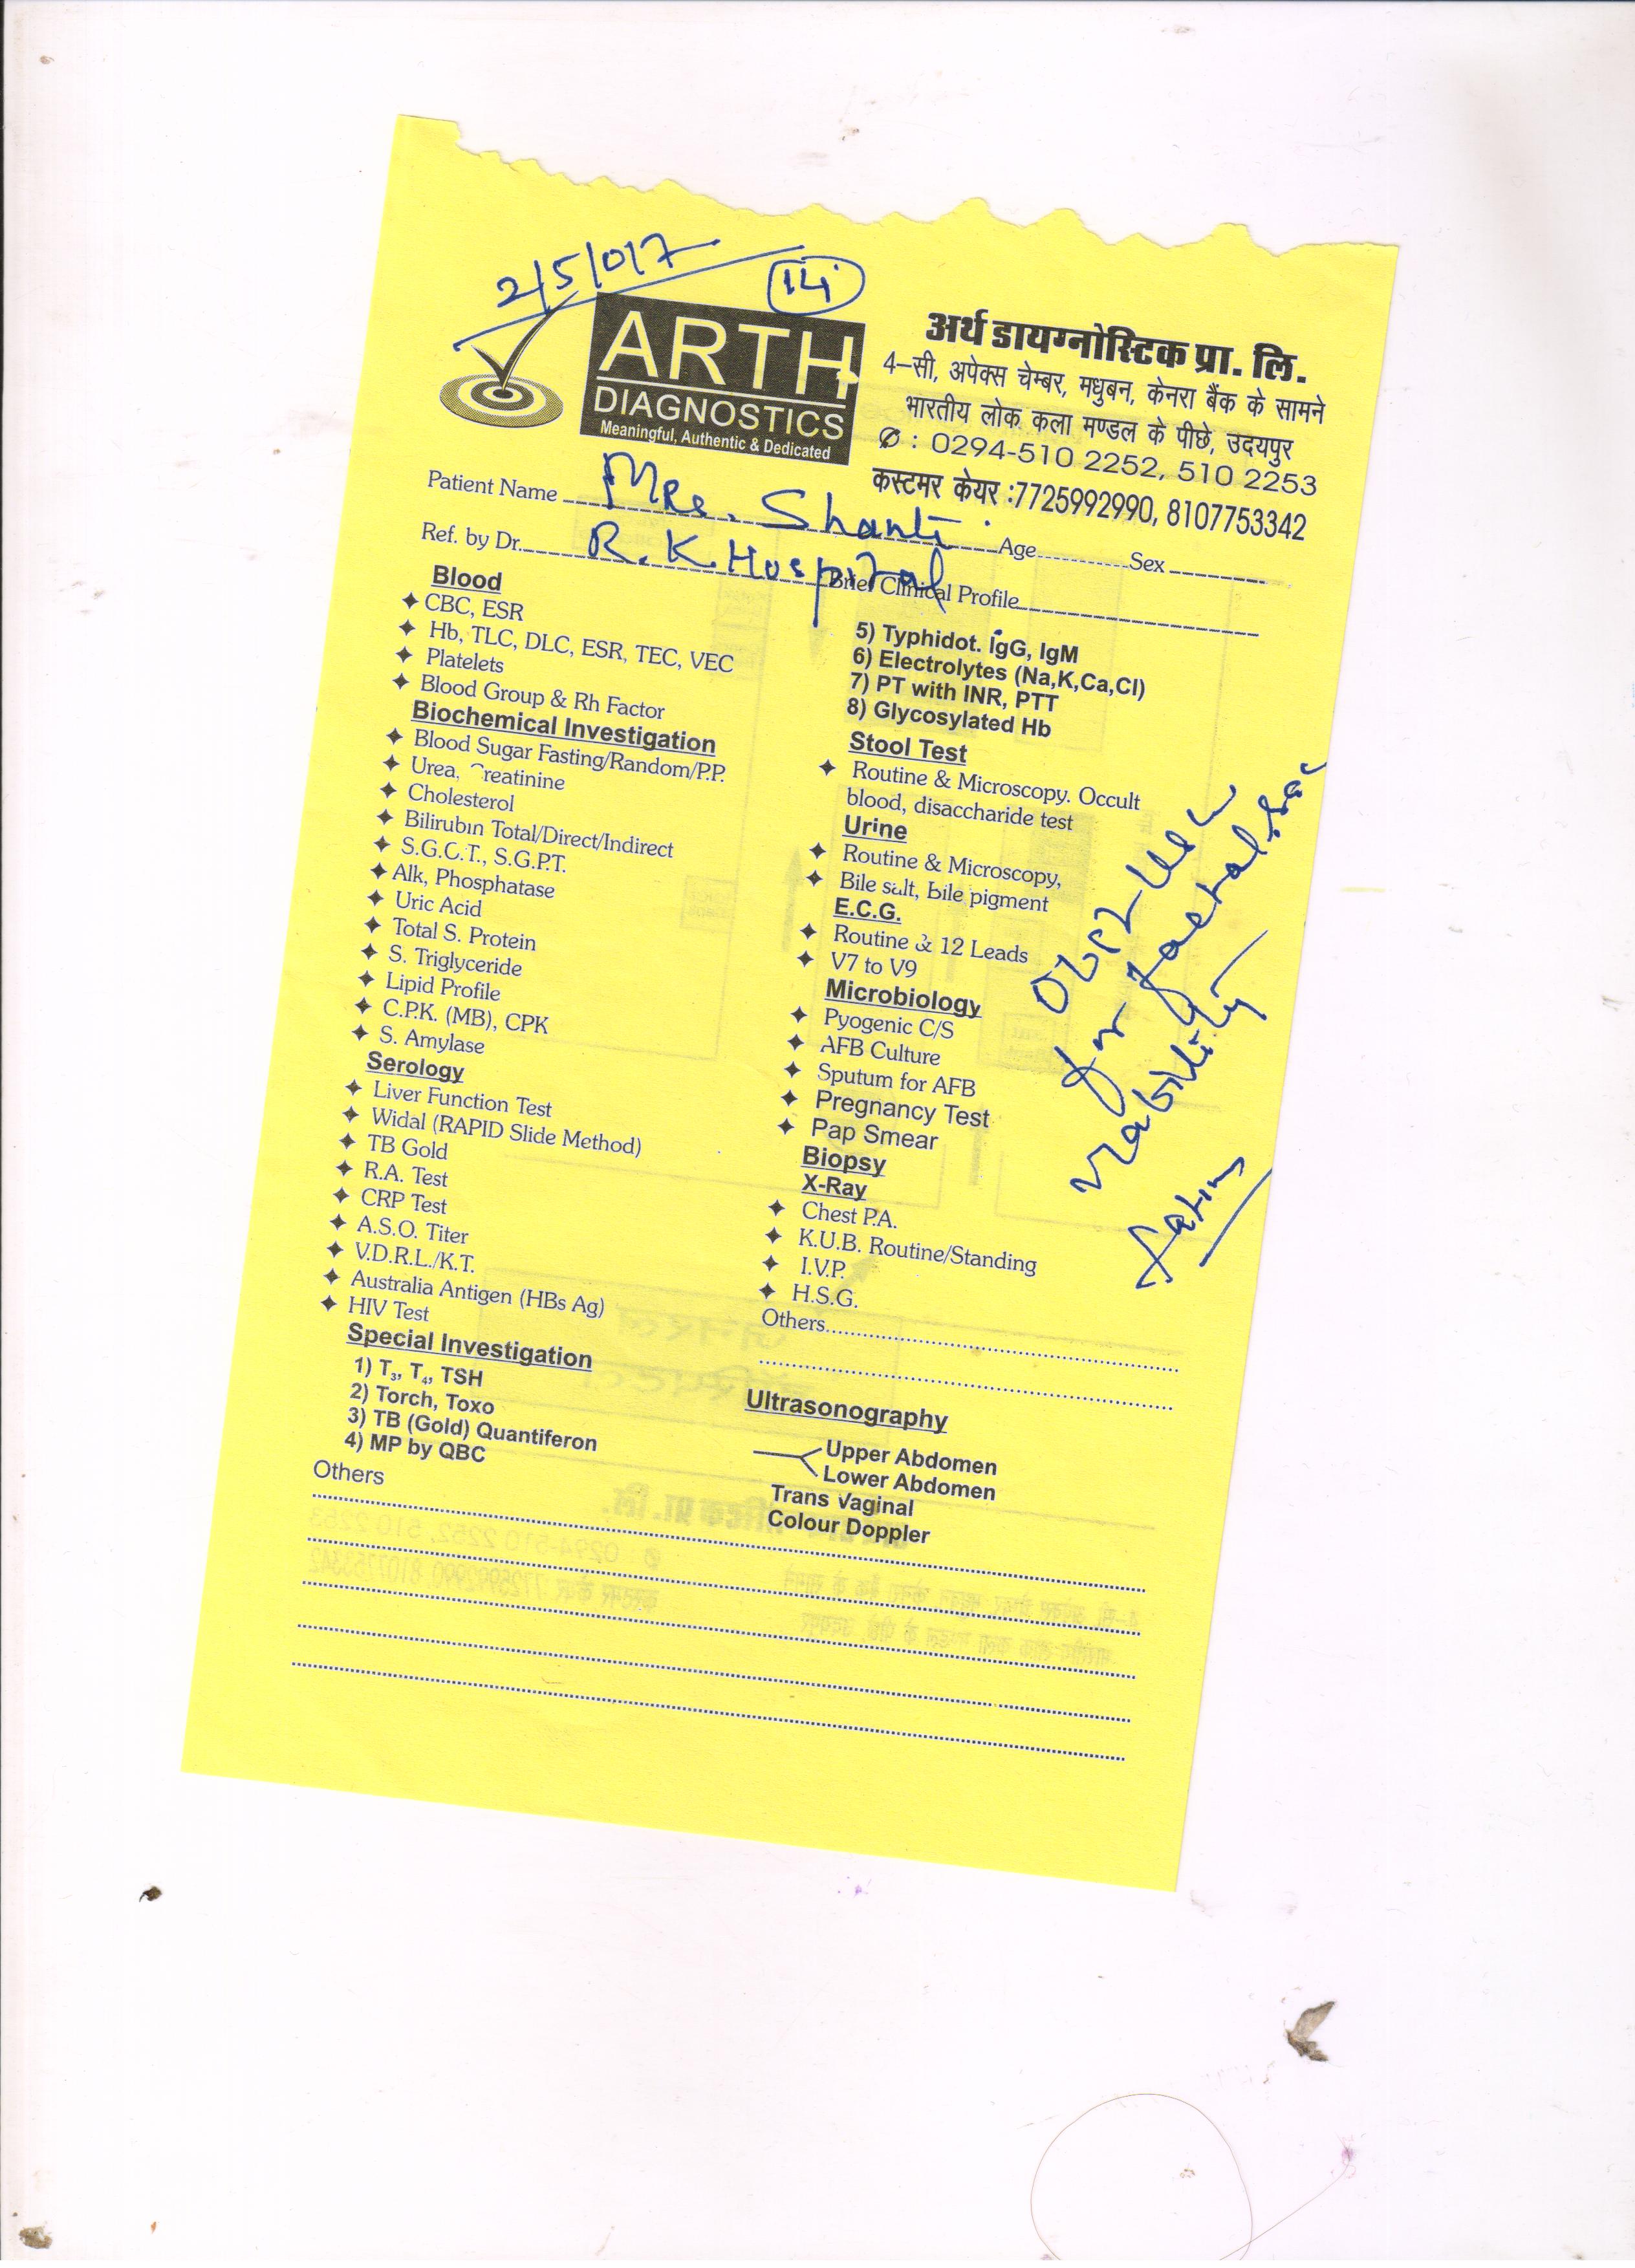 2/5/017
14
ARTH
DIAGNOSTICS
Meaningful, Authentic & Dedicated
अर्थ डायग्नोस्टिक प्रा. लि.
4–सी, अपेक्स चेम्बर, मधुबन, केनरा बैंक के सामने
भारतीय लोक कला मण्डल के पीछे, उदयपुर
✆ : 0294-510 2252, 510 2253
कस्टमर केयर :7725992990, 8107753342
Patient Name Mrs. Shanti Age Sex
Ref. by Dr. R.K. Hospital Brief Clinical Profile
Blood
CBC, ESR
Hb, TLC, DLC, ESR, TEC, VEC
Platelets
Blood Group & Rh Factor
Biochemical Investigation
Blood Sugar Fasting/Random/P.P.
Urea, Creatinine
Cholesterol
Bilirubin Total/Direct/Indirect
S.G.O.T., S.G.P.T.
Alk, Phosphatase
Uric Acid
Total S. Protein
S. Triglyceride
Lipid Profile
C.P.K. (MB), CPK
S. Amylase
Serology
Liver Function Test
Widal (RAPID Slide Method)
TB Gold
R.A. Test
CRP Test
A.S.O. Titer
V.D.R.L./K.T.
Australia Antigen (HBs Ag)
HIV Test
Special Investigation
1) T3, T4, TSH
2) Torch, Toxo
3) TB (Gold) Quantiferon
4) MP by QBC
Others
5) Typhidot. IgG, IgM
6) Electrolytes (Na,K,Ca,Cl)
7) PT with INR, PTT
8) Glycosylated Hb
Stool Test
Routine & Microscopy. Occult
blood, disaccharide test
Urine
Routine & Microscopy,
Bile salt, Bile pigment
E.C.G.
Routine & 12 Leads
V7 to V9
Microbiology
Pyogenic C/S
AFB Culture
Sputum for AFB
Pregnancy Test
Pap Smear
Biopsy
X-Ray
Chest P.A.
K.U.B. Routine/Standing
I.V.P.
H.S.G.
Others
Ultrasonography
Upper Abdomen
Lower Abdomen
Trans Vaginal
Colour Doppler
for
viability